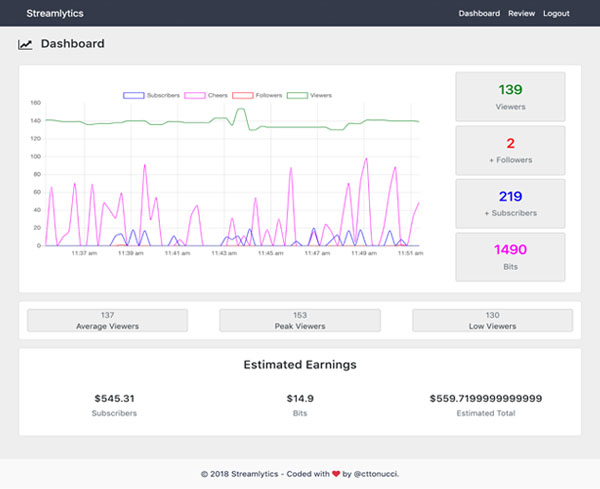 Streamlytics Dashboard Review Logout
Dashboard
Subscribers Cheers Followers Viewers
160
140
120
100
80
60
40
20
0
11:37 am 11:39 am 11:41 am 11:43 am 11:45 am 11:47 am 11:49 am 11:51 am
139
Viewers
2
+ Followers
219
+ Subscribers
1490
Bits
137 153 130
Average Viewers Peak Viewers Low Viewers
Estimated Earnings
$545.31 $14.9 $559.7199999999999
Subscribers Bits Estimated Total
© 2018 Streamlytics - Coded with ❤ by @cttonucci.